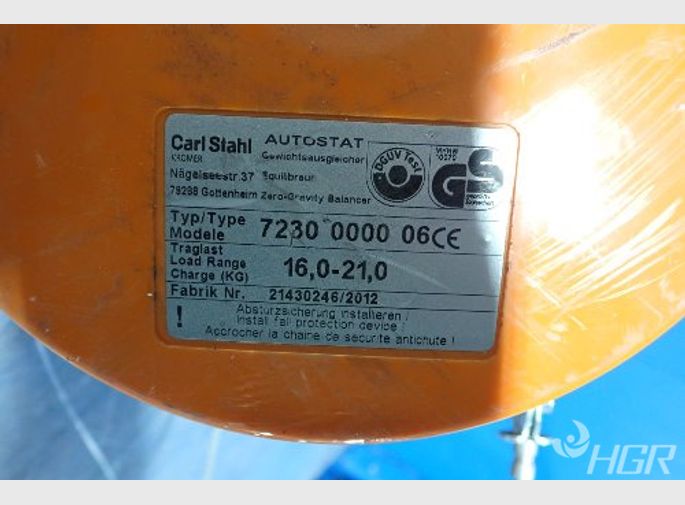 Carl Stahl
KROMER
AUTOSTAT
Gewichtsausgleicher
Nägelseestr.37 Equilibreur
79288 Gottenheim Zero-Gravity Balancer
DGUV Test
GS
Typ/Type
Modele
7230 0000 06 CE
Traglast
Load Range
Charge (KG)
16,0-21,0
Fabrik Nr. 21430246/2012
! Absturzsicherung installieren!
Install fall protection device!
Accrocher la chaine de securite antichute!
HGR